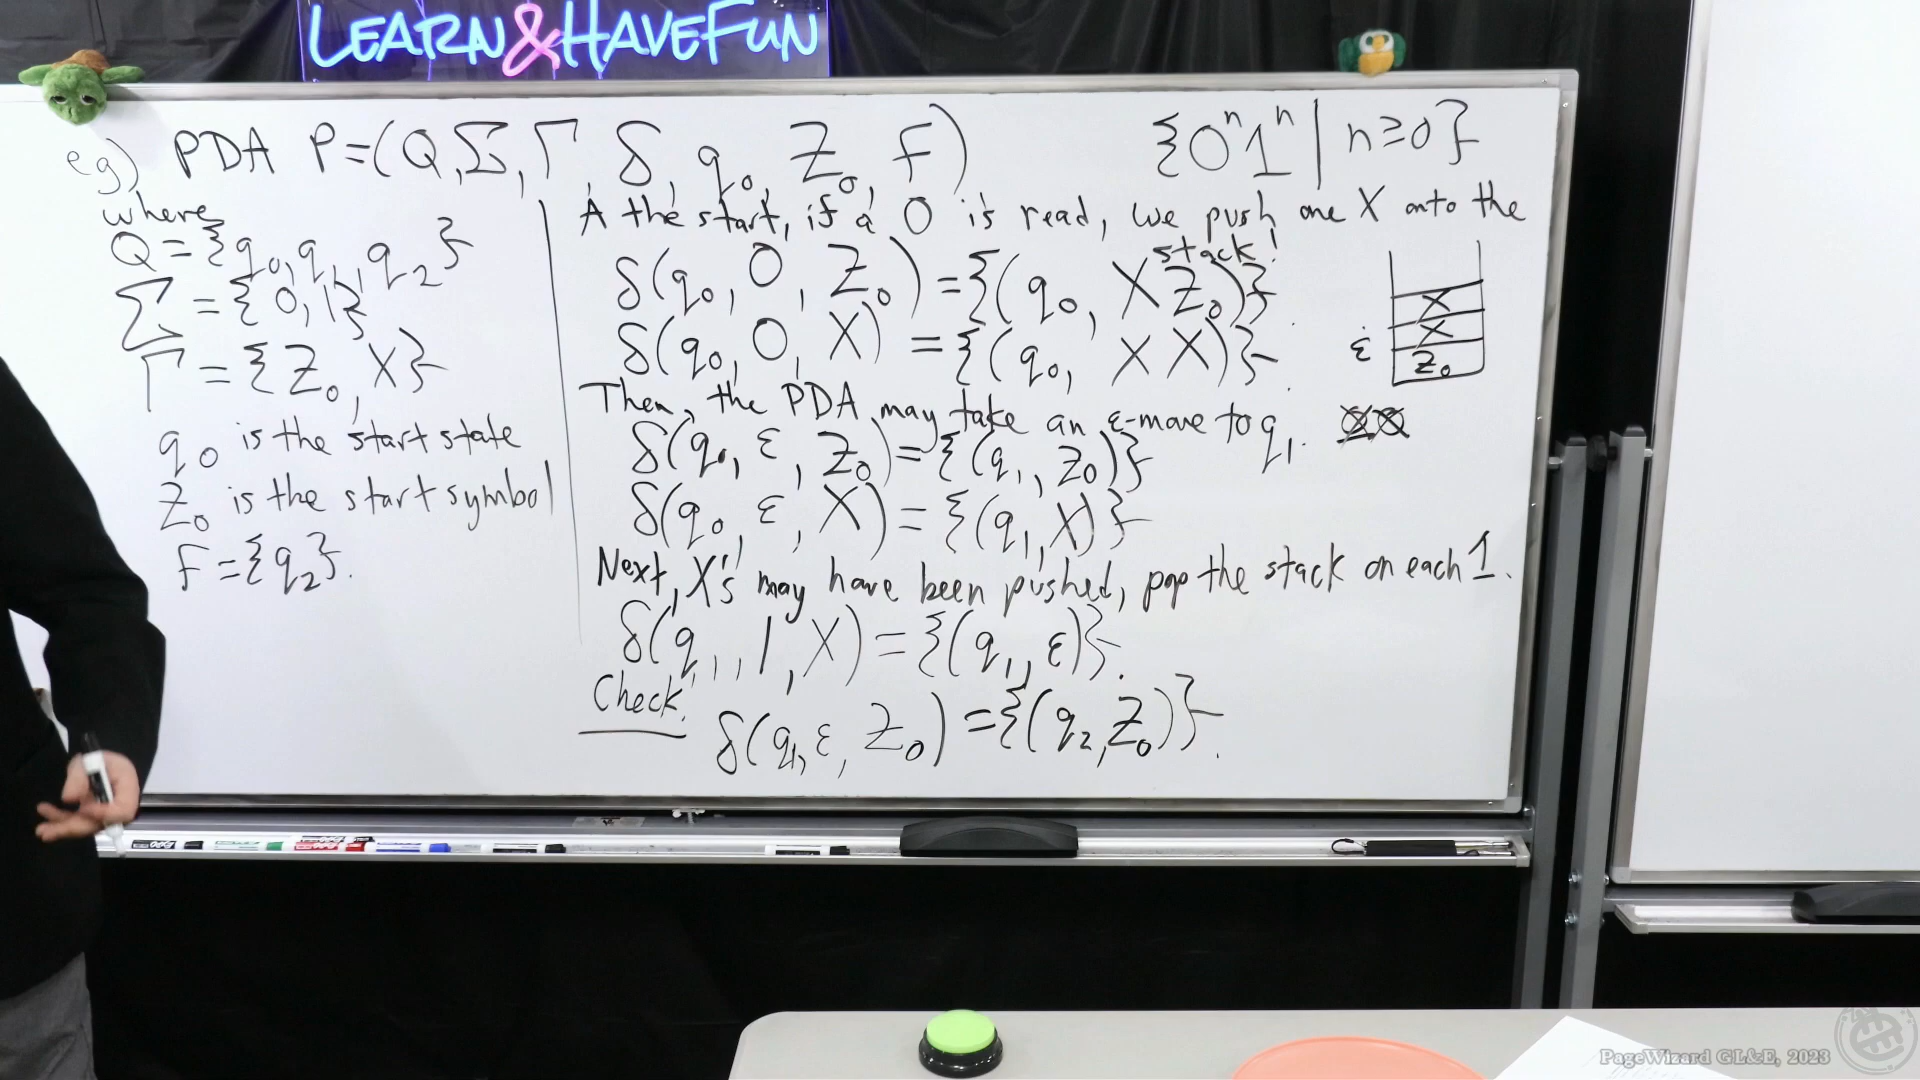 LEARN&HAVEFUN
eg) PDA P=(Q,Σ,Γ,δ,q₀,Z₀,F)
{0ⁿ1ⁿ | n≥0}
where
Q={q₀,q₁,q₂}
Σ={0,1}
Γ={Z₀,X}
q₀ is the start state
Z₀ is the start symbol
F={q₂}.
A the start, if a 0 is read, we push one X onto the
stack!
δ(q₀,0,Z₀)={(q₀,XZ₀)}
δ(q₀,0,X)={(q₀,XX)}.
X
X
ε Z₀
Then, the PDA may take an ε-move to q₁.
δ(q₀,ε,Z₀)={(q₁,Z₀)}
δ(q₀,ε,X)={(q₁,X)}
Next, X's may have been pushed, pop the stack on each 1.
δ(q₁,1,X)={(q₁,ε)}.
Check:
δ(q₁,ε,Z₀)={(q₂,Z₀)}.
PageWizard GL&E, 2023